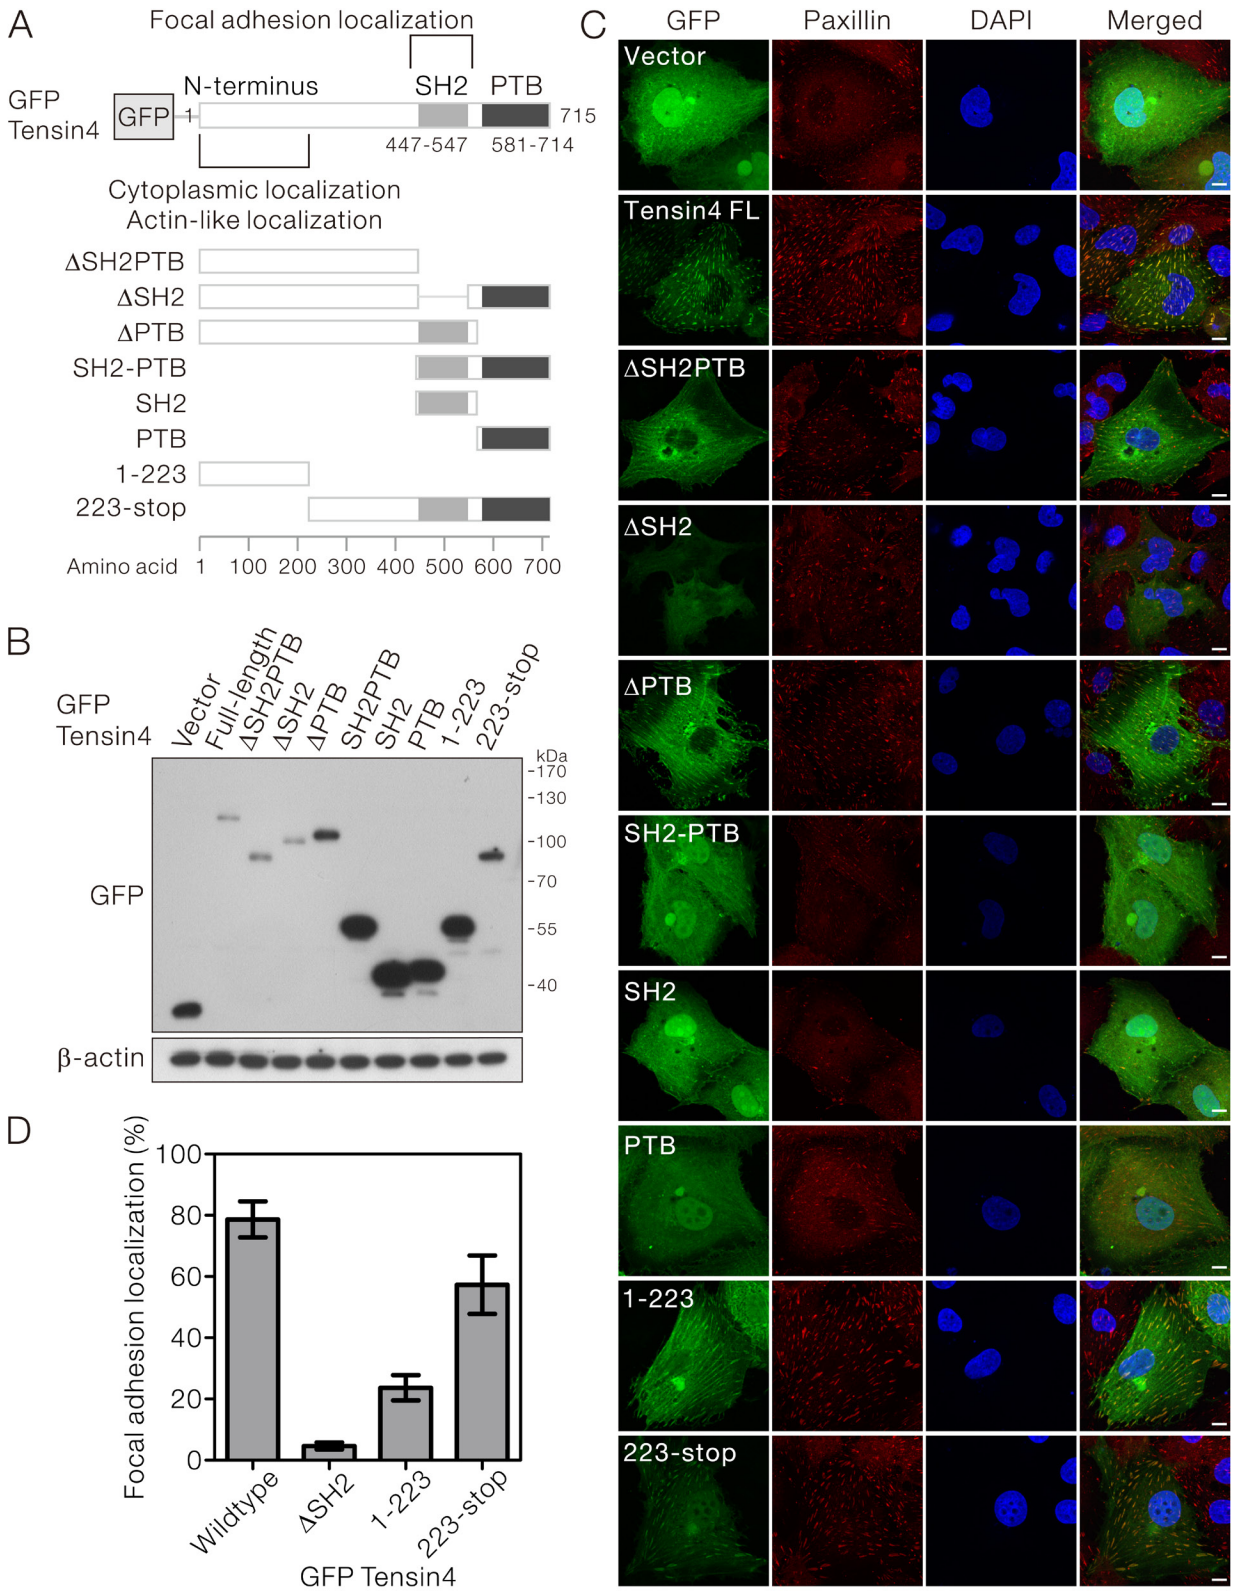 A
Focal adhesion localization
N-terminus SH2 PTB
GFP
Tensin4
GFP
1
715
447-547 581-714
Cytoplasmic localization
Actin-like localization
ΔSH2PTB
ΔSH2
ΔPTB
SH2-PTB
SH2
PTB
1-223
223-stop
Amino acid 1 100 200 300 400 500 600 700
B
GFP
Tensin4
Vector
Full-length
ΔSH2PTB
ΔSH2
ΔPTB
SH2PTB
SH2
PTB
1-223
223-stop
kDa
-170
-130
-100
-70
-55
-40
GFP
β-actin
C
GFP Paxillin DAPI Merged
Vector
Tensin4 FL
ΔSH2PTB
ΔSH2
ΔPTB
SH2-PTB
SH2
PTB
1-223
223-stop
D
Focal adhesion localization (%)
100
80
60
40
20
0
Wildtype
ΔSH2
1-223
223-stop
GFP Tensin4